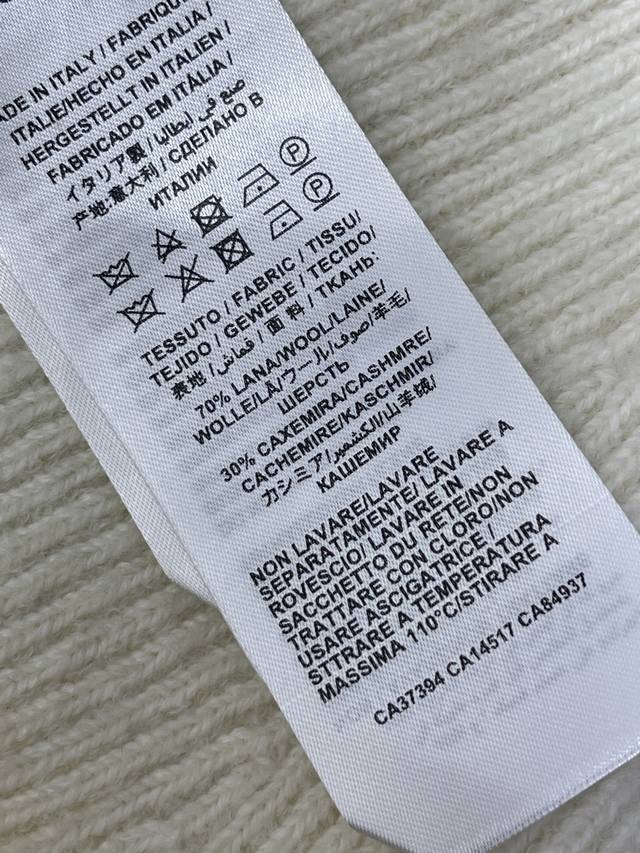 MADE IN ITALY / FABRIQUÉ
ITALIE/HECHO EN ITALIA /
HERGESTELLT IN ITALIEN /
FABRICADO EM ITÁLIA /
صنع في إيطاليا /
イタリア製 / СДЕЛАНО В
产地:意大利/
ИТАЛИИ
P
P
TESSUTO / FABRIC / TISSU/
TEJIDO / GEWEBE / TECIDO/
表地 / قماش / 面料 / ТКАНЬ:
70% LANA/WOOL/LAINE/
WOLLE/LÃ/ウール/صوف/羊毛/
ШЕРСТЬ
30% CAXEMIRA/CASHMRE/
CACHEMIRE/KASCHMIR/
カシミア/الكشمير/山羊绒/
КАШЕМИР
NON LAVARE/LAVARE
SEPARATAMENTE/ LAVARE A
ROVESCIO/ LAVARE IN
SACCHETTO DU RETE/NON
TRATTARE CON CLORO/NON
USARE ASCIGATRICE /
STTRARE A TEMPERATURA
MASSIMA 110°C/STIRARE A
CA37394 CA14517 CA84937